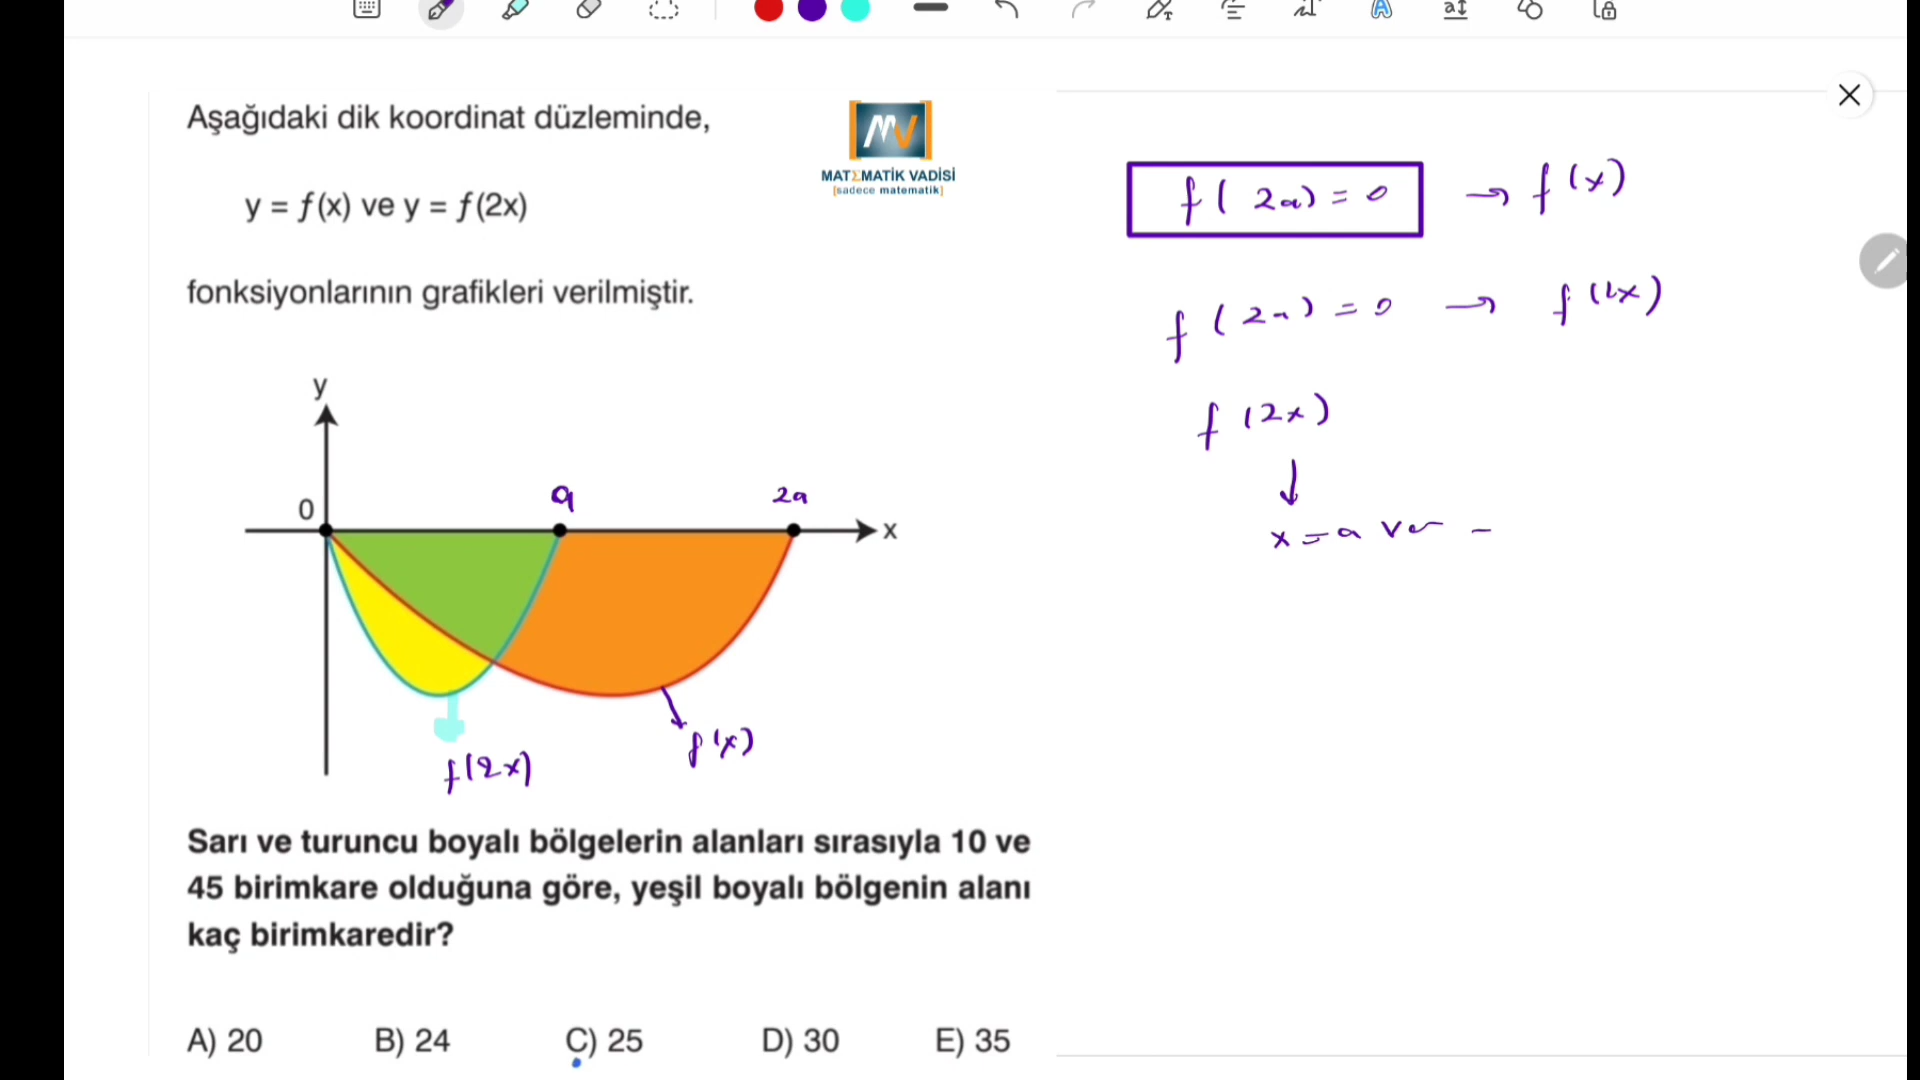 Aşağıdaki dik koordinat düzleminde,
MV
MATΣMATİK VADİSİ
[sadece matematik]
y = f(x) ve y = f(2x)
fonksiyonlarının grafikleri verilmiştir.
y
0
a
2a
x
f(2x)
f(x)
Sarı ve turuncu boyalı bölgelerin alanları sırasıyla 10 ve
45 birimkare olduğuna göre, yeşil boyalı bölgenin alanı
kaç birimkaredir?
A) 20 B) 24 C) 25 D) 30 E) 35
f(2a) = 0 → f(x)
f(2a) = 0 → f(2x)
f(2x)
↓
x = a ver -